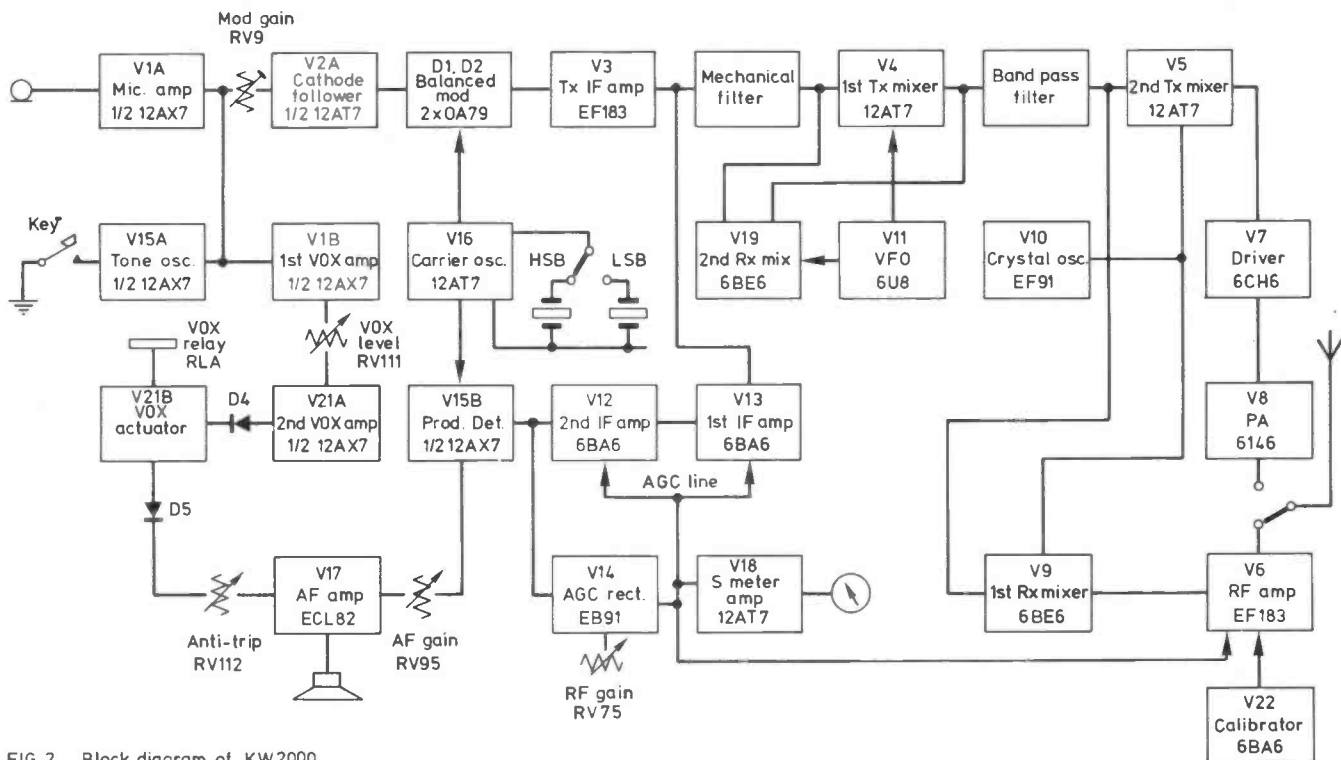 Mod gain
RV9
V1A
Mic. amp
1/2 12AX7
V2A
Cathode
follower
1/2 12AT7
D1, D2
Balanced
mod
2x0A79
V3
Tx IF amp
EF183
Mechanical
filter
V4
1st Tx mixer
12AT7
Band pass
filter
V5
2nd Tx mixer
12AT7
Key
V15A
Tone osc.
1/2 12AX7
V1B
1st VOX amp
1/2 12AX7
V16
Carrier osc.
12AT7
HSB
LSB
V19
2nd Rx mix
6BE6
V11
VFO
6U8
V10
Crystal osc.
EF91
V7
Driver
6CH6
VOX
relay
RLA
VOX
level
RV111
V21B
VOX
actuator
D4
V21A
2nd VOX amp
1/2 12AX7
V15B
Prod. Det.
1/2 12AX7
V12
2nd IF amp
6BA6
V13
1st IF amp
6BA6
V8
PA
6146
AGC line
D5
V17
AF amp
ECL82
Anti-trip
RV112
AF gain
RV95
V14
AGC rect.
EB91
V18
S meter
amp
12AT7
RF gain
RV75
V9
1st Rx mixer
6BE6
V6
RF amp
EF183
V22
Calibrator
6BA6
FIG. 2. Block diagram of KW2000